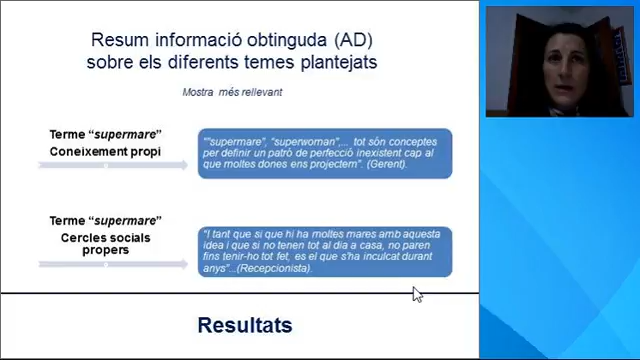 Resum informació obtinguda (AD)
sobre els diferents temes plantejats
Mostra més rellevant
Terme “supermare”
Coneixement propi
"“supermare”, “superwoman”,... tot són conceptes
per definir un patró de perfecció inexistent cap al
que moltes dones ens projectem”. (Gerent).
Terme “supermare”
Cercles socials
propers
“I tant que si que hi ha moltes mares amb aquesta
idea i que si no tenen tot al dia a casa, no paren
fins tenir-ho tot fet, es el que s'ha inculcat durant
anys”...(Recepcionista).
Resultats